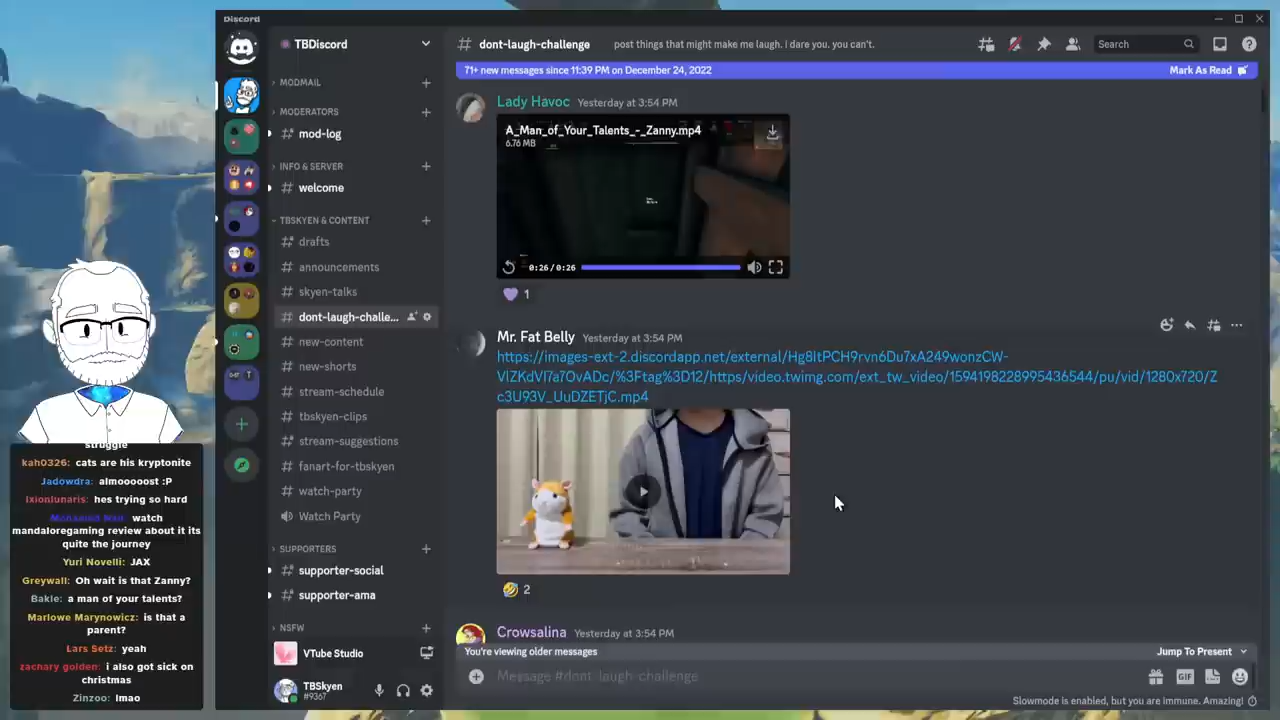 Discord
TBDiscord
MODMAIL
MODERATORS
mod-log
INFO & SERVER
welcome
TBSKYEN & CONTENT
drafts
announcements
skyen-talks
dont-laugh-challe...
new-content
new-shorts
stream-schedule
tbskyen-clips
stream-suggestions
fanart-for-tbskyen
watch-party
Watch Party
SUPPORTERS
supporter-social
supporter-ama
NSFW
VTube Studio
TBSkyen
#9367
# dont-laugh-challenge post things that might make me laugh. i dare you. you can't.
Search
71+ new messages since 11:39 PM on December 24, 2022 Mark As Read
Lady Havoc Yesterday at 3:54 PM
A_Man_of_Your_Talents_-_Zanny.mp4
6.76 MB
0:26/0:26
1
Mr. Fat Belly Yesterday at 3:54 PM
https://images-ext-2.discordapp.net/external/Hg8ItPCH9rvn6Du7xA249wonzCW-
VlZKdVl7a7OvADc/%3Ftag%3D12/https/video.twimg.com/ext_tw_video/1594198228995436544/pu/vid/1280x720/Z
c3U93V_UuDZETjC.mp4
2
Crowsalina Yesterday at 3:54 PM
You're viewing older messages Jump To Present
Message #dont-laugh-challenge
GIF
Slowmode is enabled, but you are immune. Amazing!
struggle
kah0326: cats are his kryptonite
Jadowdra: almooooost :P
Ixionlunaris: hes trying so hard
Mohamed Man: watch
mandaloregaming review about it its
quite the journey
Yuri Novelli: JAX
Greywall: Oh wait is that Zanny?
Bakle: a man of your talents?
Marlowe Marynowicz: is that a
parent?
Lars Setz: yeah
zachary golden: i also got sick on
christmas
Zinzoo: lmao